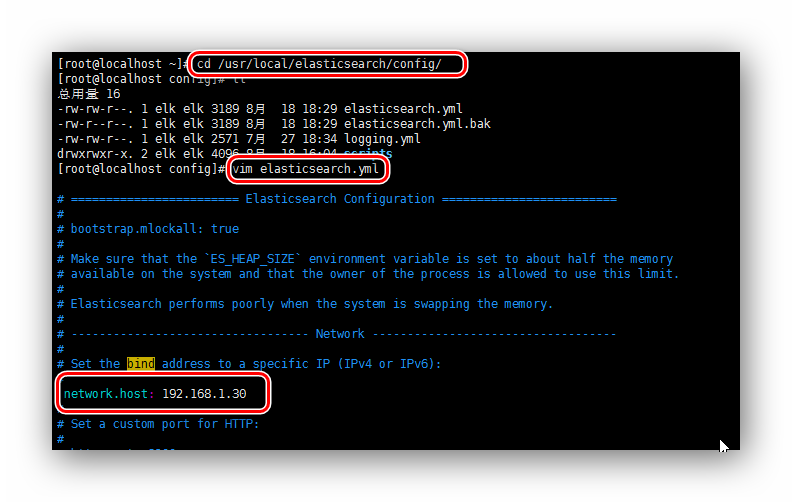 [root@localhost ~]# cd /usr/local/elasticsearch/config/
[root@localhost config]# ll
总用量 16
-rw-rw-r--. 1 elk elk 3189 8月  18 18:29 elasticsearch.yml
-rw-r--r--. 1 elk elk 3189 8月  18 18:29 elasticsearch.yml.bak
-rw-rw-r--. 1 elk elk 2571 7月  27 18:34 logging.yml
drwxrwxr-x. 2 elk elk 4096 8月  18 16:04 scripts
[root@localhost config]# vim elasticsearch.yml
# ======================== Elasticsearch Configuration =========================
#
# bootstrap.mlockall: true
#
# Make sure that the `ES_HEAP_SIZE` environment variable is set to about half the memory
# available on the system and that the owner of the process is allowed to use this limit.
#
# Elasticsearch performs poorly when the system is swapping the memory.
#
# ---------------------------------- Network -----------------------------------
#
# Set the bind address to a specific IP (IPv4 or IPv6):
network.host: 192.168.1.30
# Set a custom port for HTTP:
#